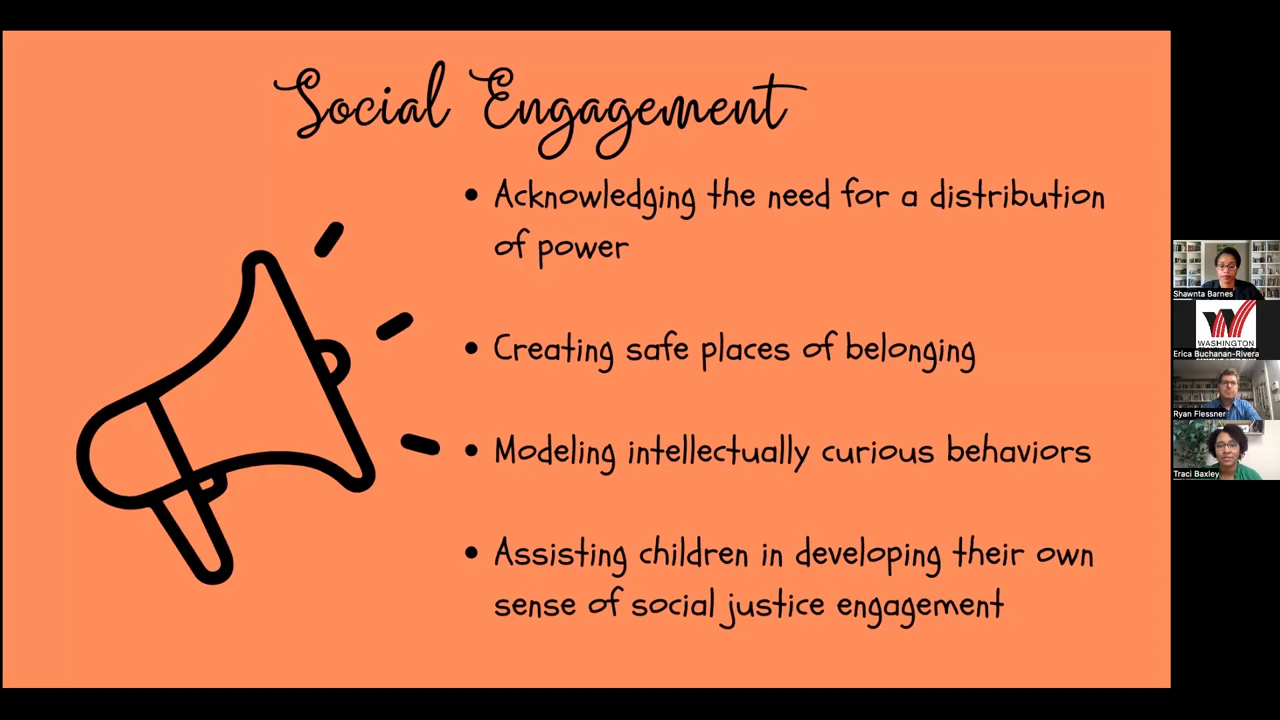 Social Engagement
• Acknowledging the need for a distribution
of power
• Creating safe places of belonging
• Modeling intellectually curious behaviors
• Assisting children in developing their own
sense of social justice engagement
Shawnta Barnes
WASHINGTON
Erica Buchanan-Rivera
Ryan Flessner
Traci Baxley